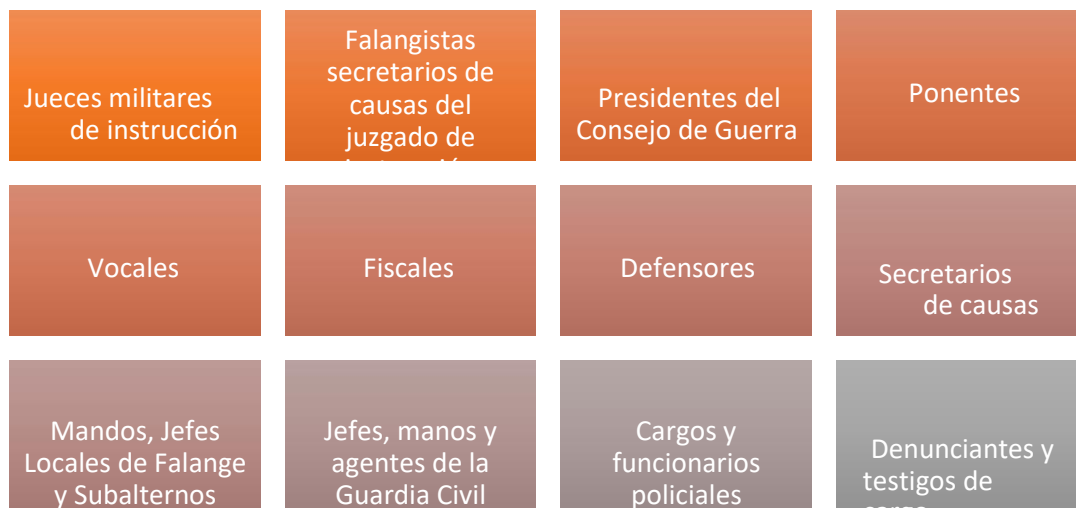 Jueces militares
de instrucción
Falangistas
secretarios de
causas del
juzgado de
Presidentes del
Consejo de Guerra
Ponentes
Vocales
Fiscales
Defensores
Secretarios
de causas
Mandos, Jefes
Locales de Falange
y Subalternos
Jefes, manos y
agentes de la
Guardia Civil
Cargos y
funcionarios
policiales
Denunciantes y
testigos de